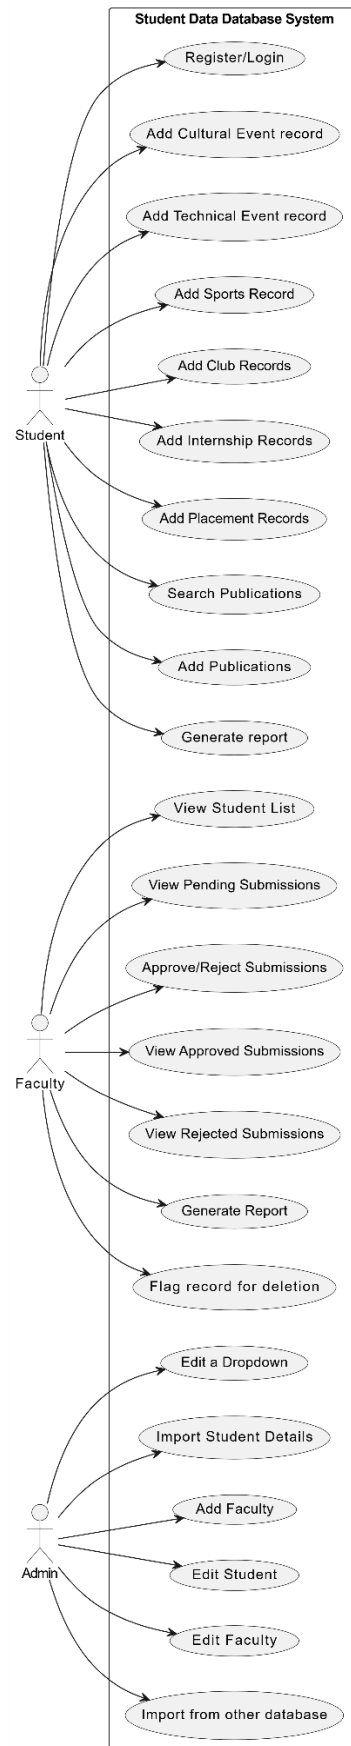 Student Data Database System
Register/Login
Add Cultural Event record
Add Technical Event record
Add Sports Record
Add Club Records
Student
Add Internship Records
Add Placement Records
Search Publications
Add Publications
Generate report
View Student List
View Pending Submissions
Approve/Reject Submissions
View Approved Submissions
Faculty
View Rejected Submissions
Generate Report
Flag record for deletion
Edit a Dropdown
Import Student Details
Add Faculty
Edit Student
Admin
Edit Faculty
Import from other database